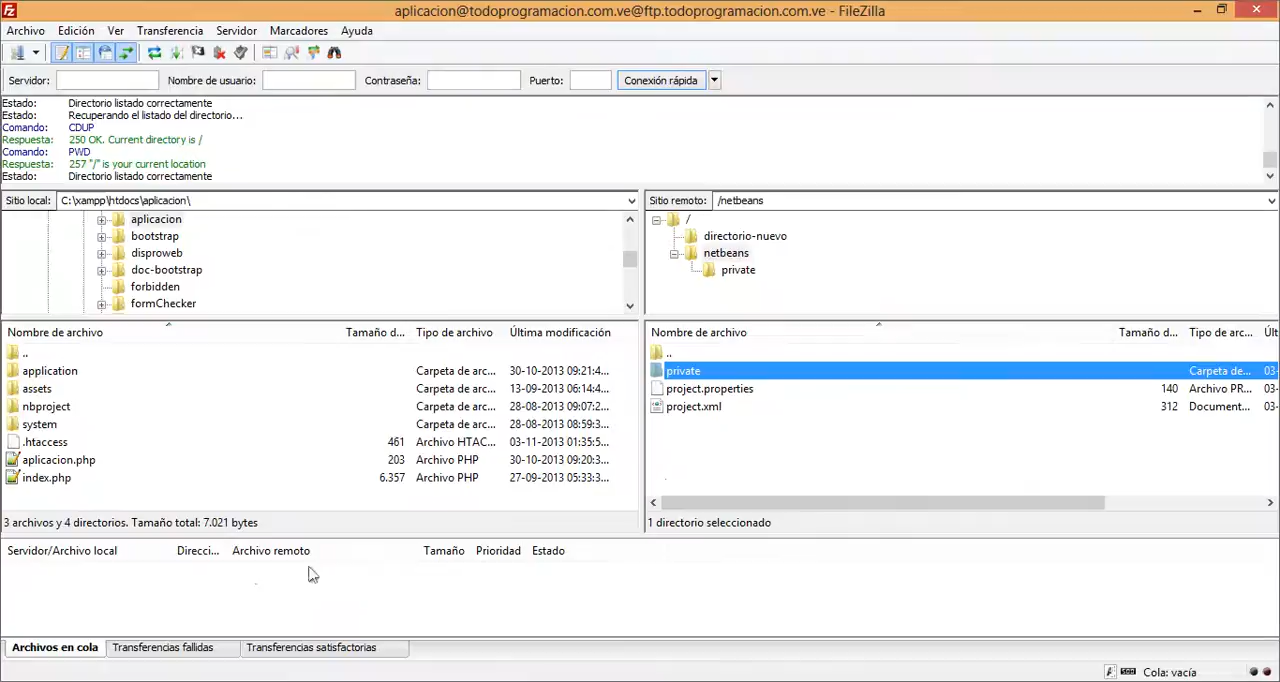 aplicacion@todoprogramacion.com.ve@ftp.todoprogramacion.com.ve - FileZilla
Archivo Edición Ver Transferencia Servidor Marcadores Ayuda
Servidor: Nombre de usuario: Contraseña: Puerto: Conexión rápida
Estado: Directorio listado correctamente
Estado: Recuperando el listado del directorio...
Comando: CDUP
Respuesta: 250 OK. Current directory is /
Comando: PWD
Respuesta: 257 "/" is your current location
Estado: Directorio listado correctamente
Sitio local: C:\xampp\htdocs\aplicacion\
aplicacion
bootstrap
disproweb
doc-bootstrap
forbidden
formChecker
Sitio remoto: /netbeans
/
directorio-nuevo
netbeans
private
Nombre de archivo Tamaño d... Tipo de archivo Última modificación
..
application Carpeta de arc... 30-10-2013 09:21:4...
assets Carpeta de arc... 13-09-2013 06:14:4...
nbproject Carpeta de arc... 28-08-2013 09:07:2...
system Carpeta de arc... 28-08-2013 08:59:3...
.htaccess 461 Archivo HTAC... 03-11-2013 01:35:5...
aplicacion.php 203 Archivo PHP 30-10-2013 09:20:3...
index.php 6.357 Archivo PHP 27-09-2013 05:33:3...
3 archivos y 4 directorios. Tamaño total: 7.021 bytes
Nombre de archivo Tamaño d... Tipo de arc... Últ
..
private Carpeta de... 03-
project.properties 140 Archivo PR... 03-
project.xml 312 Document... 03-
1 directorio seleccionado
Servidor/Archivo local Direcci... Archivo remoto Tamaño Prioridad Estado
Archivos en cola Transferencias fallidas Transferencias satisfactorias
Cola: vacía